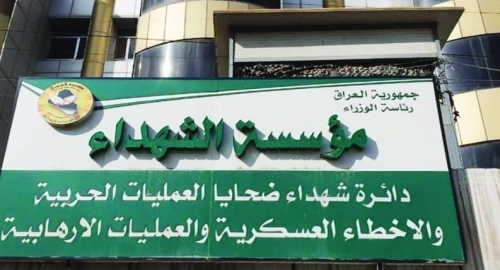 جمهورية العراق
رئاسة الوزراء
مؤسسة الشهداء
دائرة شهداء ضحايا العمليات الحربية
والاخطاء العسكرية والعمليات الارهابية